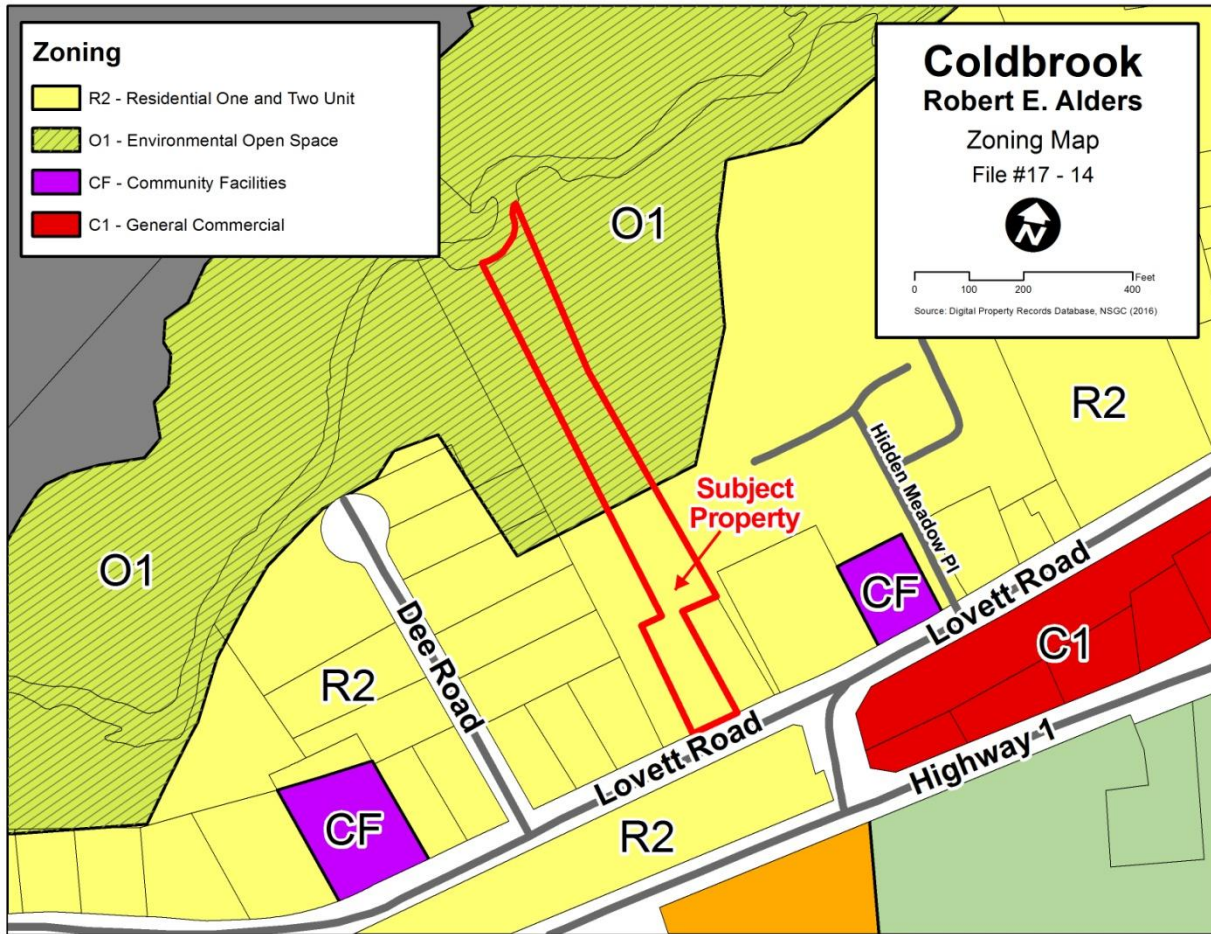 Zoning
R2 - Residential One and Two Unit
O1 - Environmental Open Space
CF - Community Facilities
C1 - General Commercial
Coldbrook
Robert E. Alders
Zoning Map
File #17 - 14
N
Feet
0 100 200 400
Source: Digital Property Records Database, NSGC (2016)
O1
R2
Hidden Meadow Pl
Subject
Property
O1
CF
Lovett Road
C1
Dee Road
R2
Highway 1
Lovett Road
CF
R2